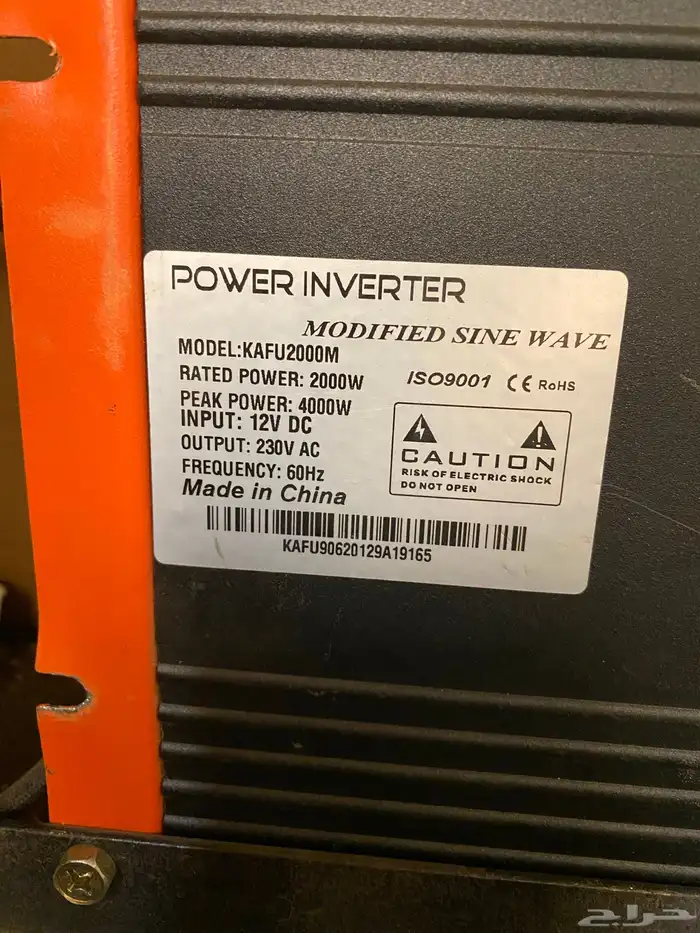 POWER INVERTER
MODIFIED SINE WAVE
MODEL:KAFU2000M
RATED POWER: 2000W
PEAK POWER: 4000W
INPUT: 12V DC
OUTPUT: 230V AC
FREQUENCY: 60Hz
Made in China
ISO9001 CE RoHS
CAUTION
RISK OF ELECTRIC SHOCK
DO NOT OPEN
KAFU90620129A19165
حراج